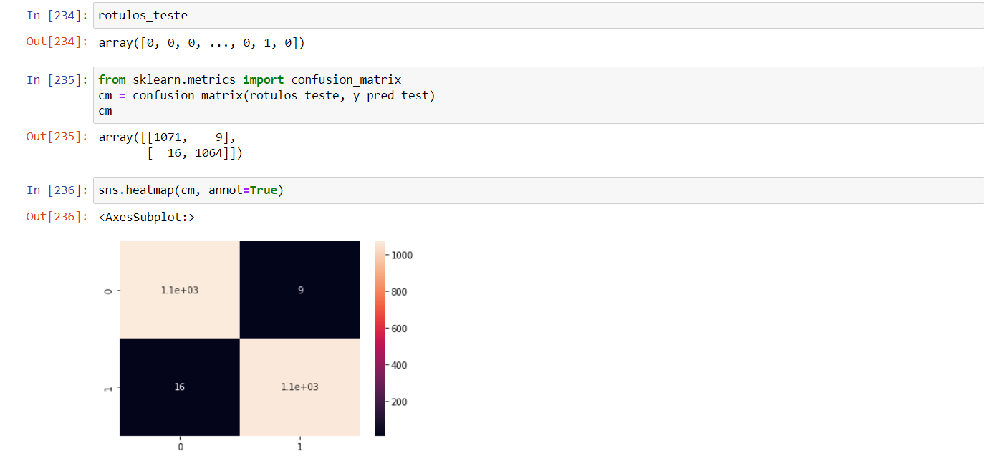 In [234]: rotulos_teste
Out[234]: array([0, 0, 0, ..., 0, 1, 0])
In [235]: from sklearn.metrics import confusion_matrix
cm = confusion_matrix(rotulos_teste, y_pred_test)
cm
Out[235]: array([[1071,    9],
       [  16, 1064]])
In [236]: sns.heatmap(cm, annot=True)
Out[236]: <AxesSubplot:>
1000
0 1.1e+03 9
800
600
400
1 16 1.1e+03
200
0 1